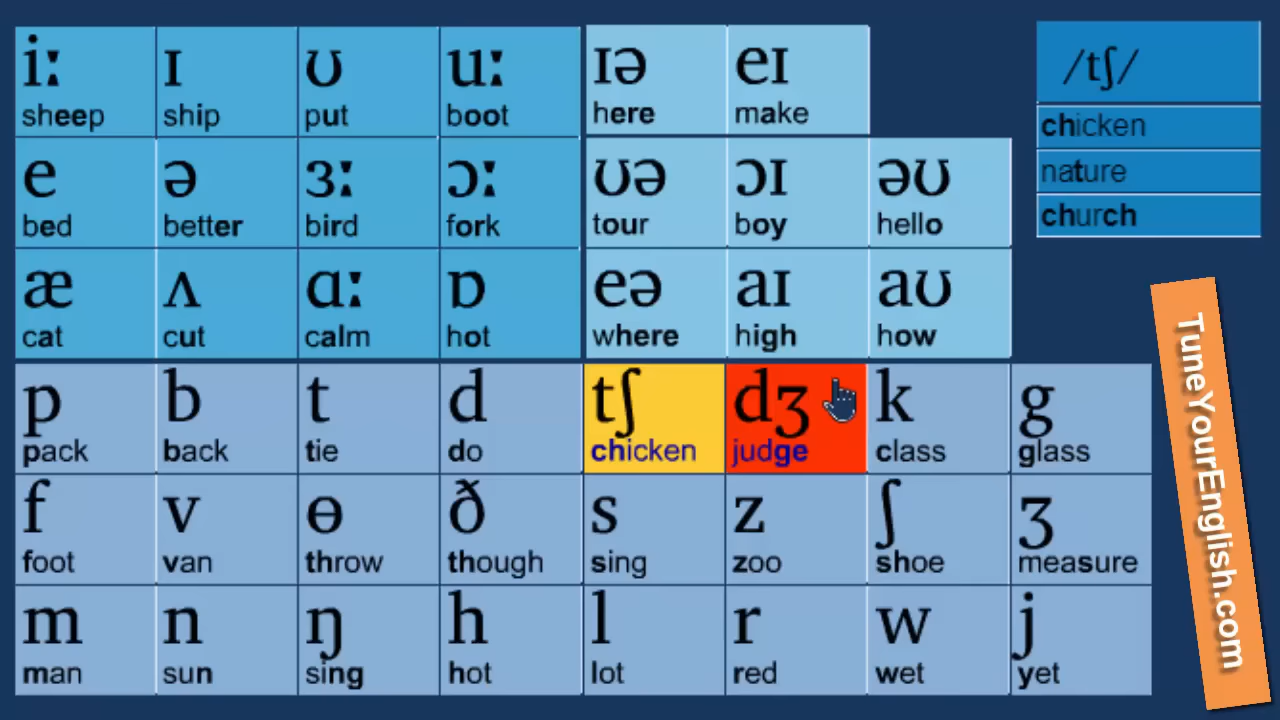 iː ɪ ʊ uː ɪə eɪ
sheep ship put boot here make
e ə ɜː ɔː ʊə ɔɪ əʊ
bed better bird fork tour boy hello
æ ʌ ɑː ɒ eə aɪ aʊ
cat cut calm hot where high how
p b t d tʃ dʒ k g
pack back tie do chicken judge class glass
f v ɵ ð s z ʃ ʒ
foot van throw though sing zoo shoe measure
m n ŋ h l r w j
man sun sing hot lot red wet yet
/tʃ/
chicken
nature
church
TuneYourEnglish.com